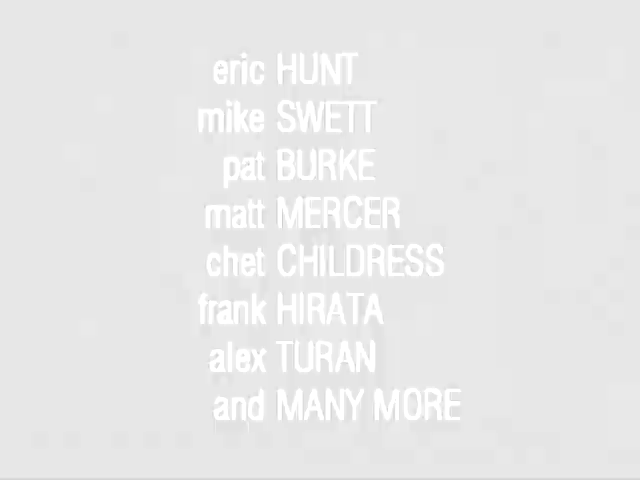 eric HUNT
mike SWETT
pat BURKE
matt MERCER
chet CHILDRESS
frank HIRATA
alex TURAN
and MANY MORE